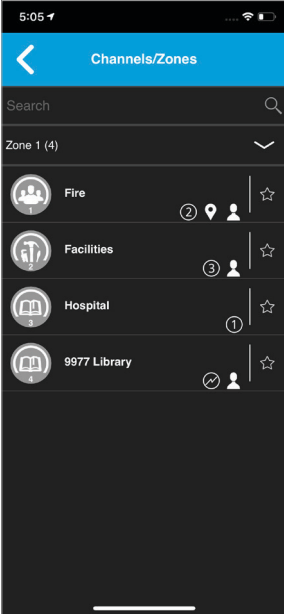 5:05
Channels/Zones
Search
Zone 1 (4)
Fire
1
2
Facilities
2
3
Hospital
3
1
9977 Library
4